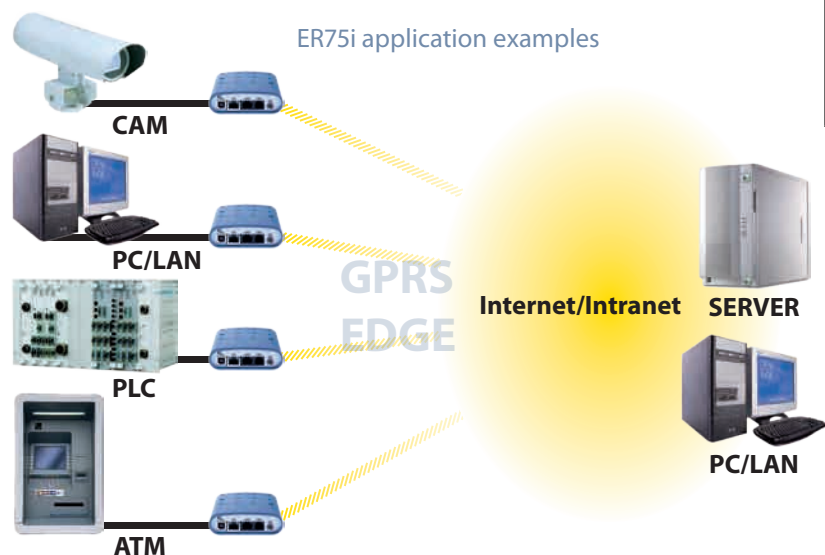 ER75i application examples
CAM
PC/LAN
GPRS
EDGE
Internet/Intranet
SERVER
PLC
PC/LAN
ATM